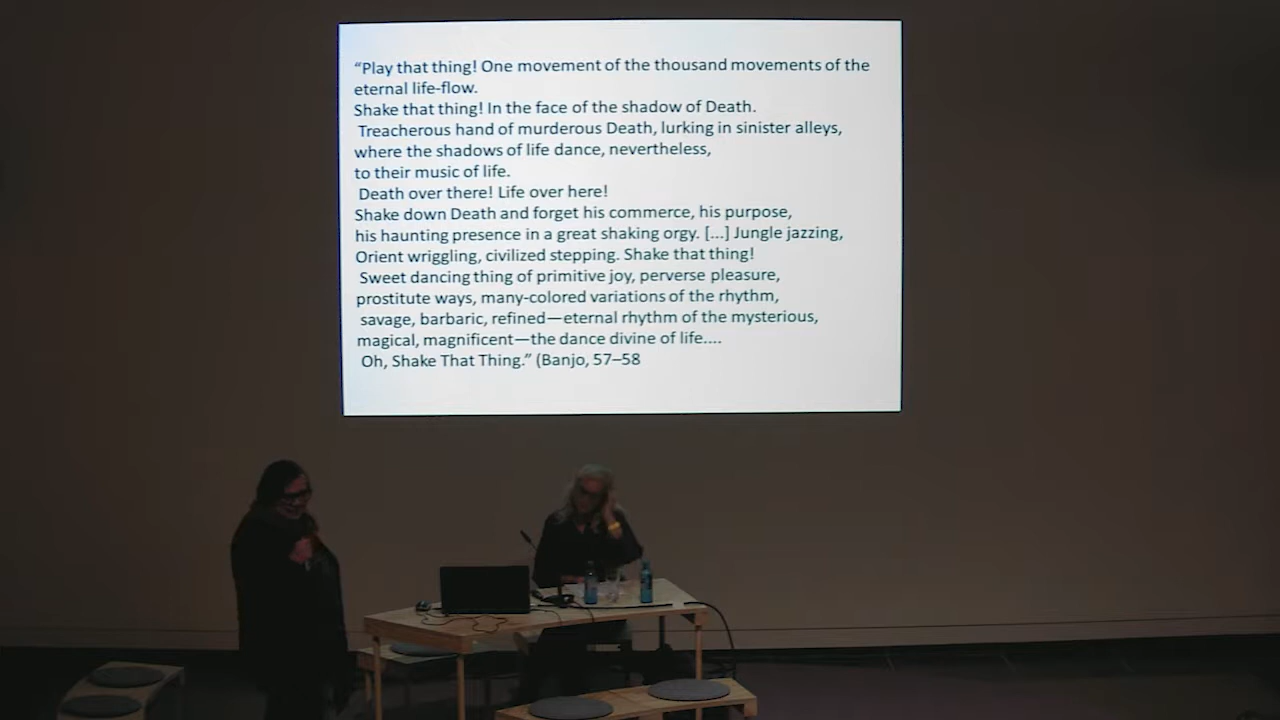 “Play that thing! One movement of the thousand movements of the
eternal life-flow.
Shake that thing! In the face of the shadow of Death.
Treacherous hand of murderous Death, lurking in sinister alleys,
where the shadows of life dance, nevertheless,
to their music of life.
Death over there! Life over here!
Shake down Death and forget his commerce, his purpose,
his haunting presence in a great shaking orgy. [...] Jungle jazzing,
Orient wriggling, civilized stepping. Shake that thing!
Sweet dancing thing of primitive joy, perverse pleasure,
prostitute ways, many-colored variations of the rhythm,
savage, barbaric, refined—eternal rhythm of the mysterious,
magical, magnificent—the dance divine of life....
Oh, Shake That Thing.” (Banjo, 57–58